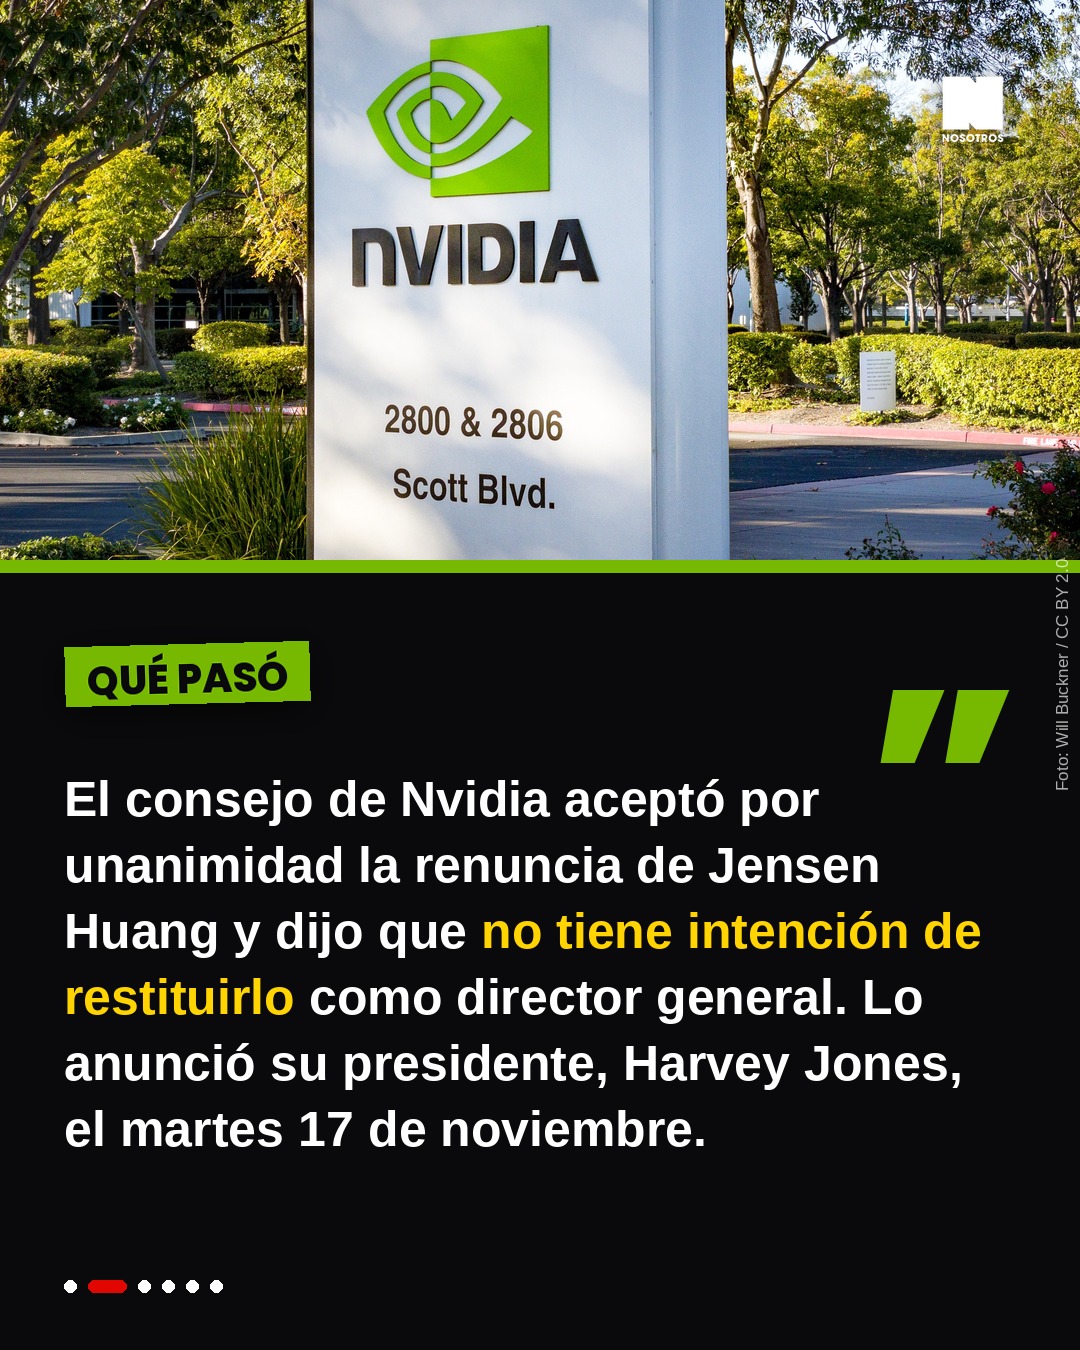 NOSOTROS
NVIDIA
2800 & 2806
Scott Blvd.
FIRE LANE
Foto: Will Buckner / CC BY 2.0
QUÉ PASÓ
El consejo de Nvidia aceptó por
unanimidad la renuncia de Jensen
Huang y dijo que no tiene intención de
restituirlo como director general. Lo
anunció su presidente, Harvey Jones,
el martes 17 de noviembre.